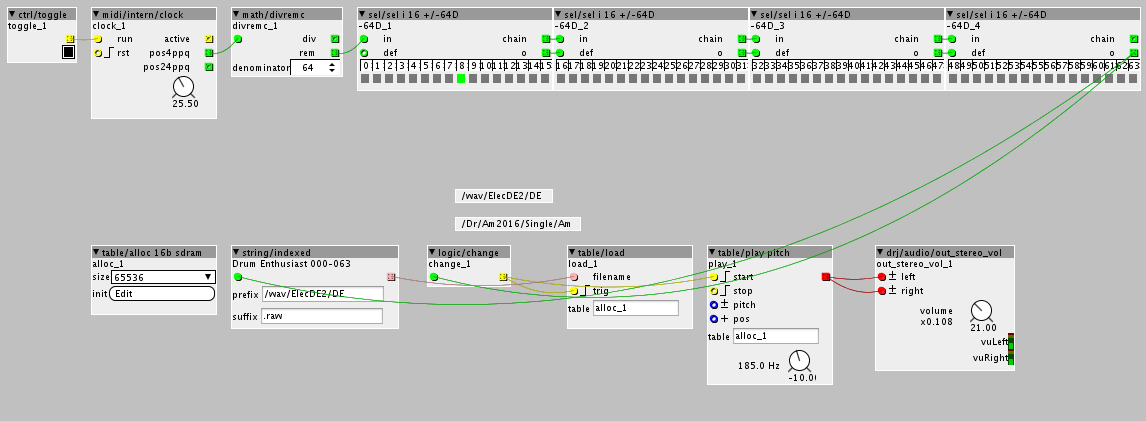 ctrl/toggle
toggle_1
midi/intern/clock
clock_1
run
active
rst
pos4ppq
pos24ppq
25.50
math/divremc
divremc_1
div
rem
denominator
64
sel/sel i 16 +/-64D
-64D_1
in
chain
def
o
0 1 2 3 4 5 6 7 8 9 10 11 12 13 14 15
sel/sel i 16 +/-64D
-64D_2
in
chain
def
o
16 17 18 19 20 21 22 23 24 25 26 27 28 29 30 31
sel/sel i 16 +/-64D
-64D_3
in
chain
def
o
32 33 34 35 36 37 38 39 40 41 42 43 44 45 46 47
sel/sel i 16 +/-64D
-64D_4
in
chain
def
o
48 49 50 51 52 53 54 55 56 57 58 59 60 61 62 63
/wav/ElecDE2/DE
/Dr/Am2016/Single/Am
table/alloc 16b sdram
alloc_1
size 65536
init Edit
string/indexed
Drum Enthusiast 000-063
prefix /wav/ElecDE2/DE
suffix .raw
logic/change
change_1
table/load
load_1
filename
trig
table alloc_1
table/play pitch
play_1
start
stop
pitch
pos
table alloc_1
185.0 Hz
-10.0
drj/audio/out_stereo_vol
out_stereo_vol_1
left
right
volume
x0.108
21.00
vuLeft
vuRight